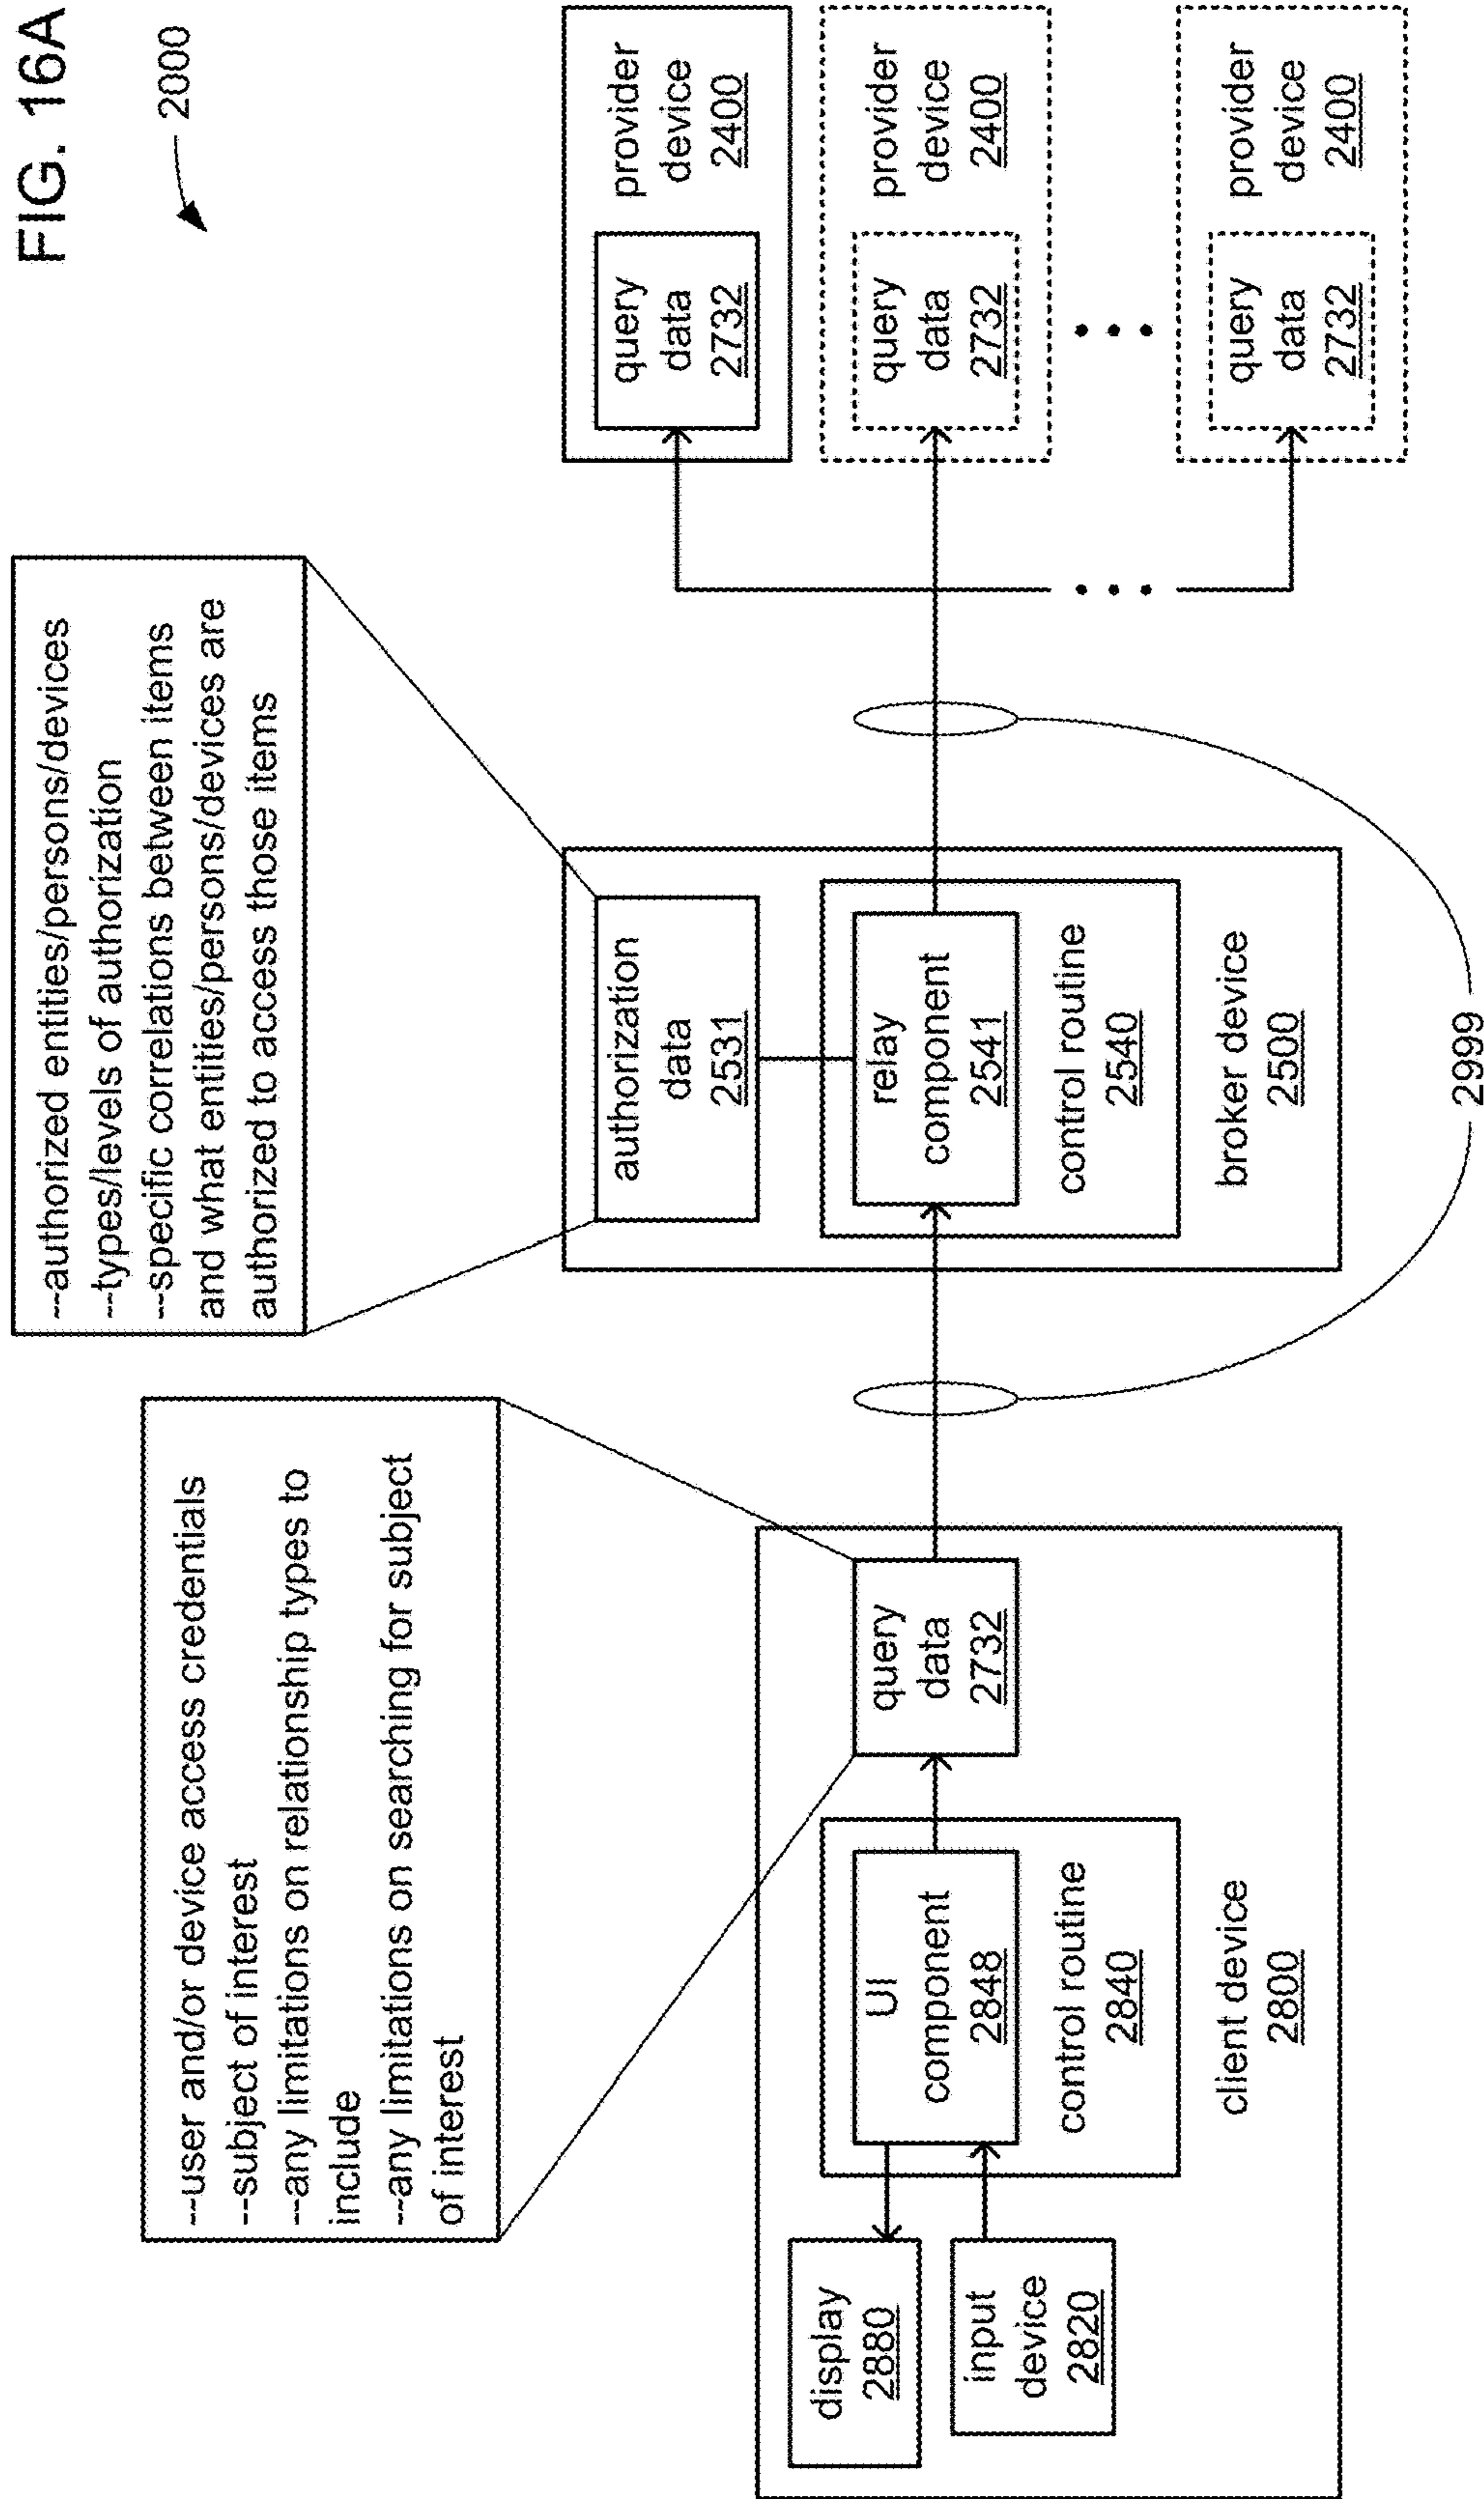 FIG. 16A
2000
--user and/or device access credentials
--subject of interest
--any limitations on relationship types to
include
--any limitations on searching for subject
of interest
--authorized entities/persons/devices
--types/levels of authorization
--specific correlations between items
and what entities/persons/devices are
authorized to access those items
display
2880
input
device
2820
UI
component
2848
control routine
2840
client device
2800
query
data
2732
authorization
data
2531
relay
component
2541
control routine
2540
broker device
2500
query
data
2732
provider
device
2400
query
data
2732
provider
device
2400
query
data
2732
provider
device
2400
2999